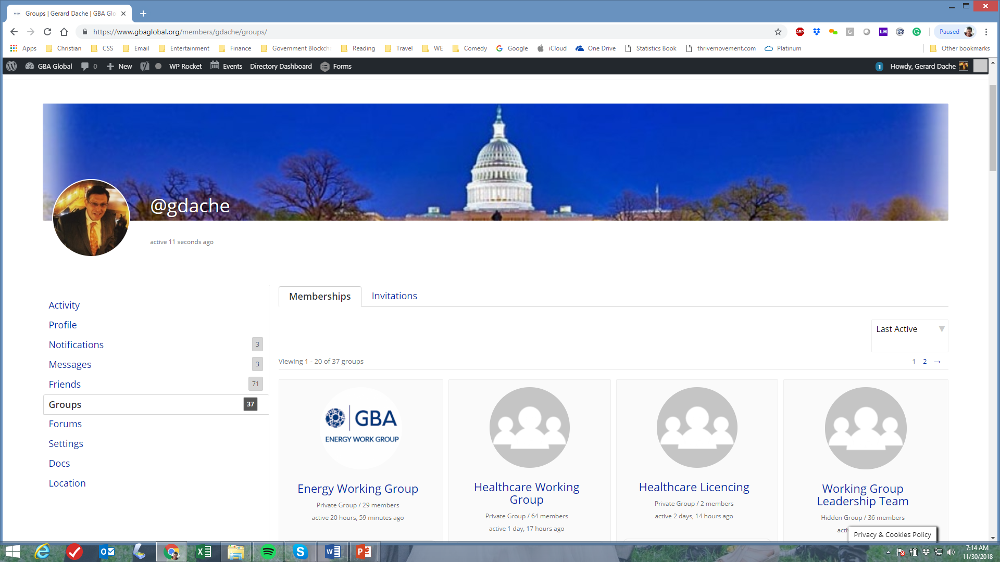 Groups | Gerard Dache | GBA Glo
https://www.gbaglobal.org/members/gdache/groups/
ABP
G
LH
Paused
Apps
Christian
CSS
Email
Entertainment
Finance
Government Blockch
Reading
Travel
WE
Comedy
Google
iCloud
One Drive
Statistics Book
thrivemovement.com
Platinum
Other bookmarks
GBA Global
0
New
WP Rocket
Events
Directory Dashboard
Forms
1
Howdy, Gerard Dache
@gdache
active 11 seconds ago
Activity
Profile
Notifications 3
Messages 3
Friends 71
Groups 37
Forums
Settings
Docs
Location
Memberships
Invitations
Last Active
Viewing 1 - 20 of 37 groups
1 2 →
GBA
ENERGY WORK GROUP
Energy Working Group
Private Group / 29 members
active 20 hours, 59 minutes ago
Healthcare Working
Group
Private Group / 64 members
active 1 day, 17 hours ago
Healthcare Licencing
Private Group / 2 members
active 2 days, 14 hours ago
Working Group
Leadership Team
Hidden Group / 36 members
Privacy & Cookies Policy
7:14 AM
11/30/2018